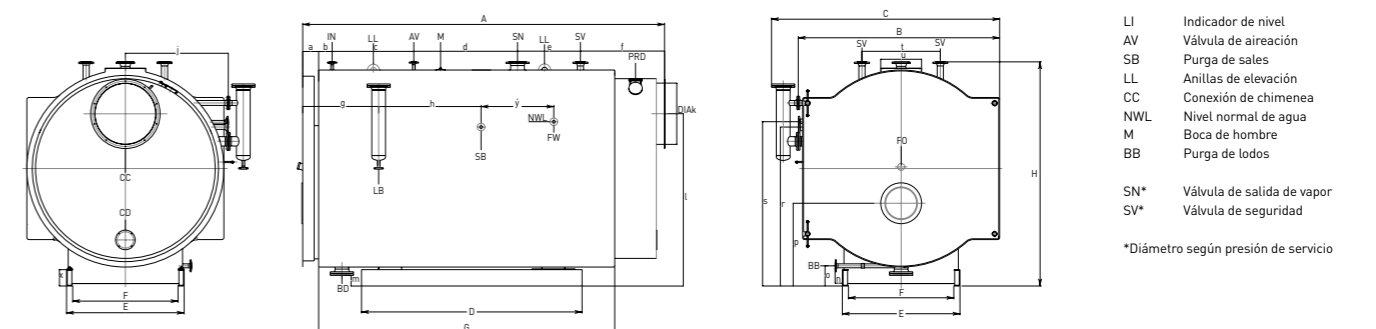 j
CC
CD
F
E
A
IN
LL
AV
M
SN
LL
SV
a
b
c
d
e
f
PRD
g
h
ý
DIAk
NWL
FW
SB
LB
l
m
BD
D
G
C
B
SV
t
SV
u
FO
H
s
r
p
BB
o
n
F
E
LI Indicador de nivel
AV Válvula de aireación
SB Purga de sales
LL Anillas de elevación
CC Conexión de chimenea
NWL Nivel normal de agua
M Boca de hombre
BB Purga de lodos
SN* Válvula de salida de vapor
SV* Válvula de seguridad
*Diámetro según presión de servicio